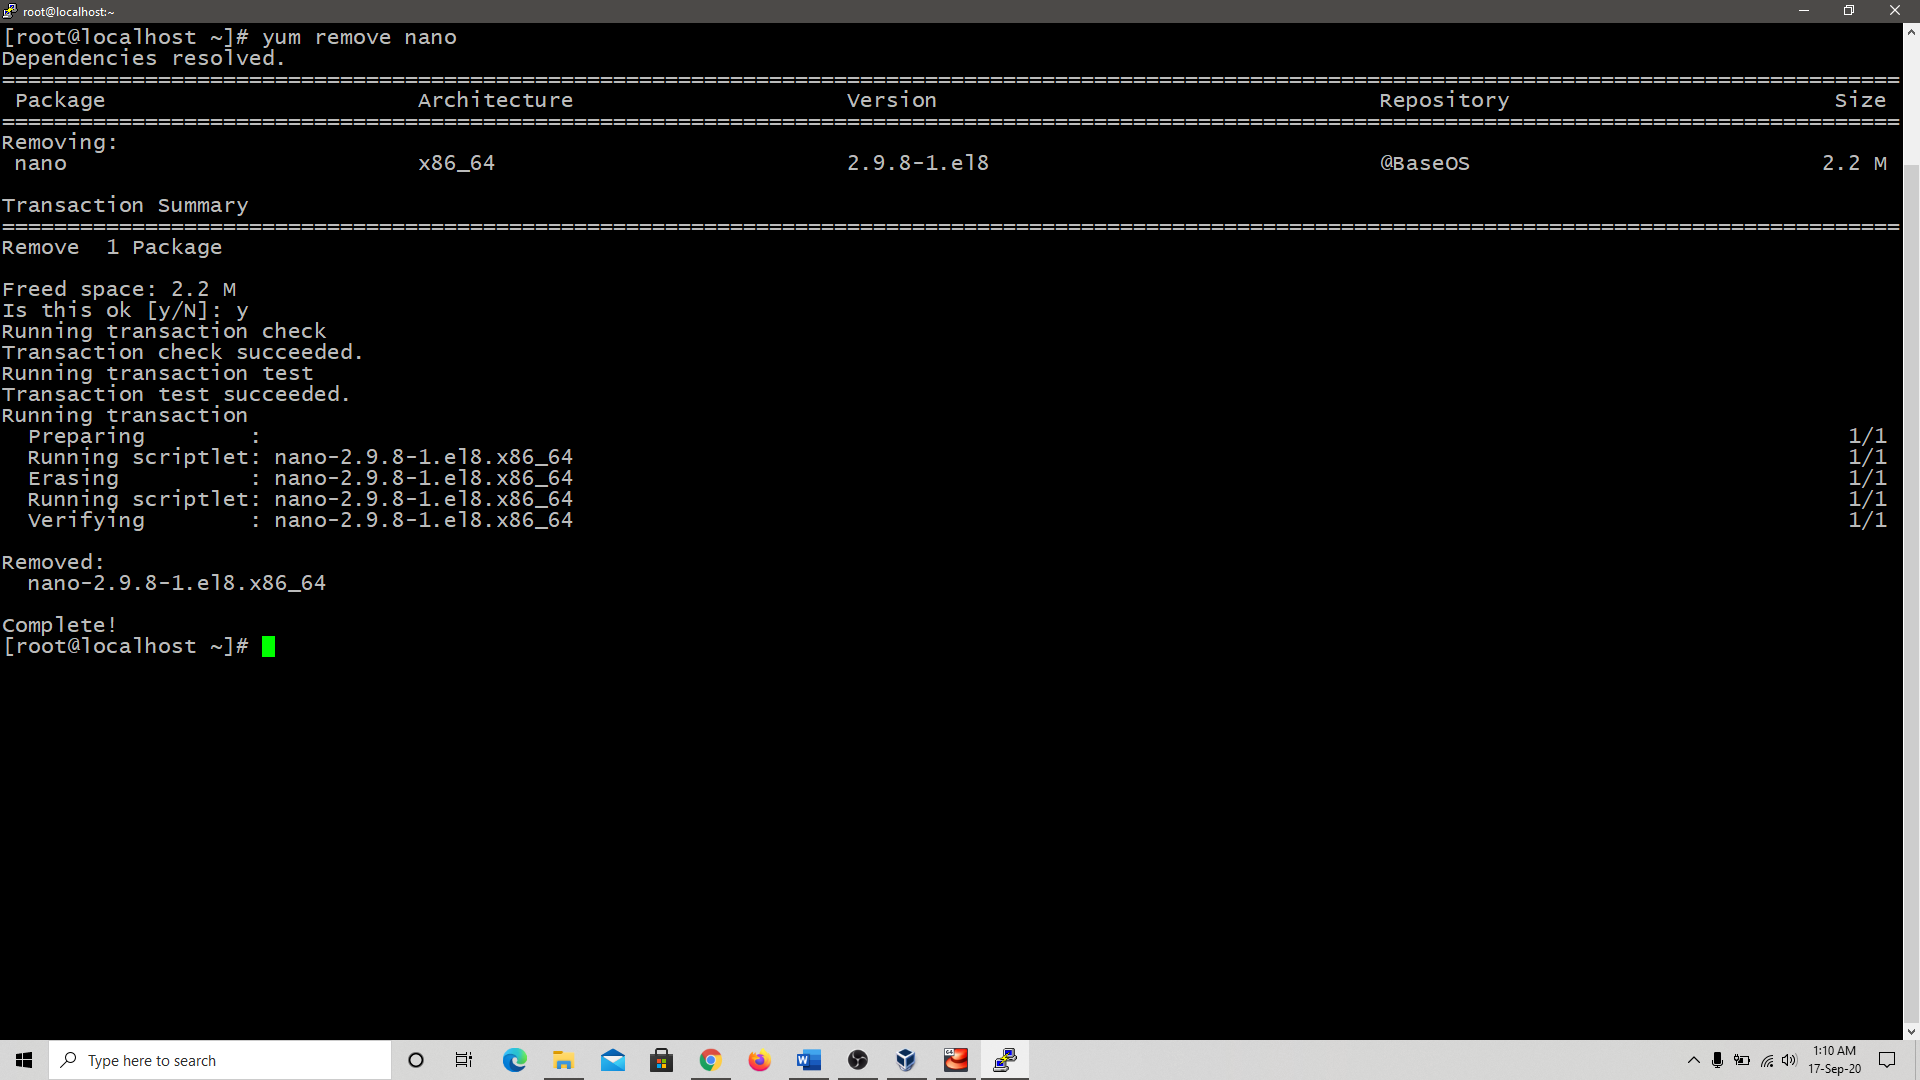 root@localhost:~
[root@localhost ~]# yum remove nano
Dependencies resolved.
================================================================================
Package Architecture Version Repository Size
================================================================================
Removing:
nano x86_64 2.9.8-1.el8 @BaseOS 2.2 M
Transaction Summary
================================================================================
Remove 1 Package
Freed space: 2.2 M
Is this ok [y/N]: y
Running transaction check
Transaction check succeeded.
Running transaction test
Transaction test succeeded.
Running transaction
Preparing : 1/1
Running scriptlet: nano-2.9.8-1.el8.x86_64 1/1
Erasing : nano-2.9.8-1.el8.x86_64 1/1
Running scriptlet: nano-2.9.8-1.el8.x86_64 1/1
Verifying : nano-2.9.8-1.el8.x86_64 1/1
Removed:
nano-2.9.8-1.el8.x86_64
Complete!
[root@localhost ~]#
Type here to search
1:10 AM
17-Sep-20